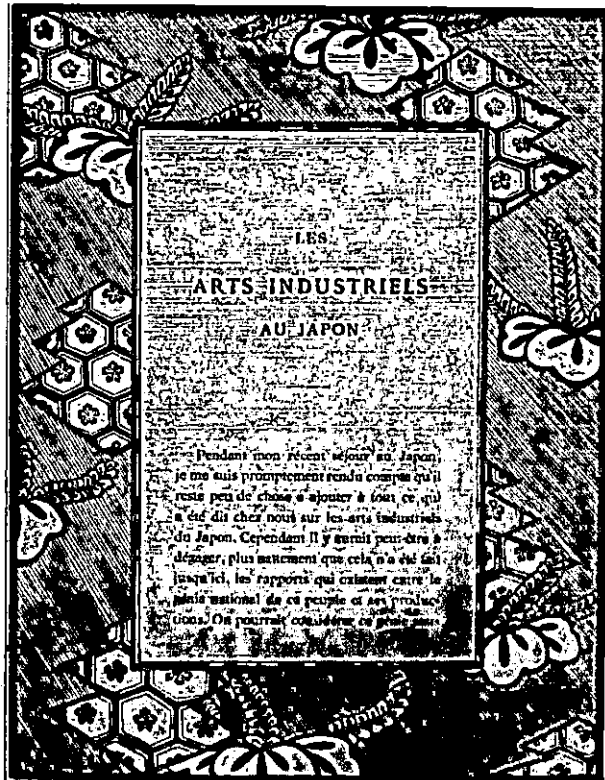 LES
ARTS INDUSTRIELS
AU JAPON
Pendant mon récent séjour au Japon,
je me suis promptement rendu compte qu'il
reste peu de chose à ajouter à tout ce qui
a été dit chez nous sur les arts industriels
du Japon. Cependant Il y aurait peut-être à
dégager, plus nettement que cela n'a été fait
jusqu'ici, les rapports qui existent entre le
génie national de ce peuple et ses produc-
tions. On pourrait considérer ce génie sous